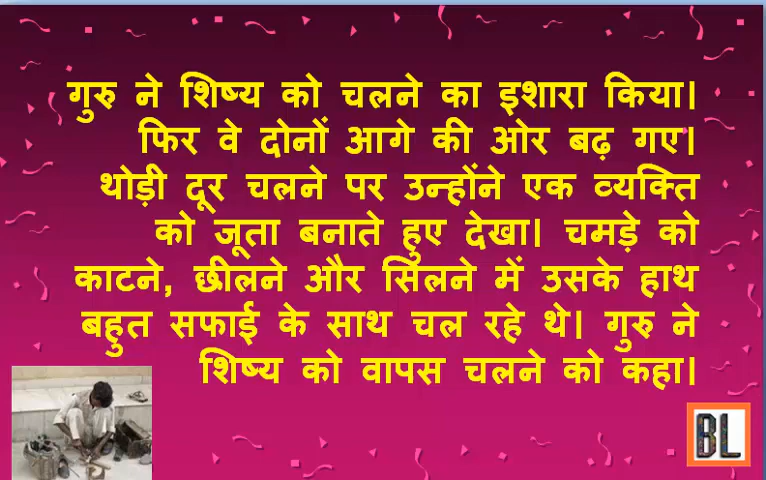 गुरु ने शिष्य को चलने का इशारा किया।
फिर वे दोनों आगे की ओर बढ़ गए।
थोड़ी दूर चलने पर उन्होंने एक व्यक्ति
को जूता बनाते हुए देखा। चमड़े को
काटने, छीलने और सिलने में उसके हाथ
बहुत सफाई के साथ चल रहे थे। गुरु ने
शिष्य को वापस चलने को कहा।
BL